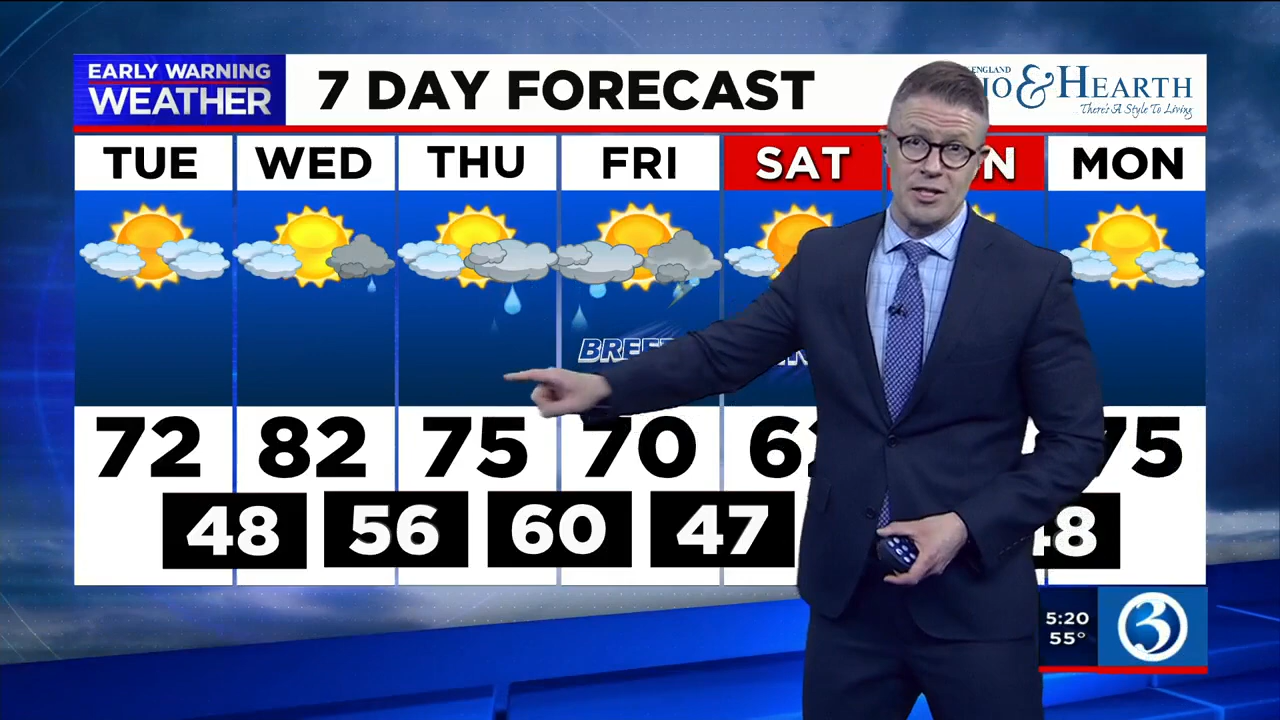 EARLY WARNING
WEATHER
7 DAY FORECAST
ENGLAND
& HEARTH
There's A Style To Living
TUE
WED
THU
FRI
SAT
MON
72
82
75
70
75
48
56
60
47
48
5:20
55°
3